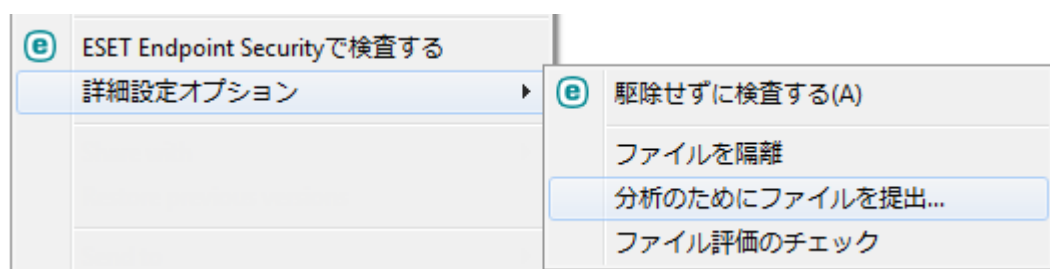 ESET Endpoint Securityで検査する
詳細設定オプション
駆除せずに検査する(A)
ファイルを隔離
分析のためにファイルを提出...
ファイル評価のチェック